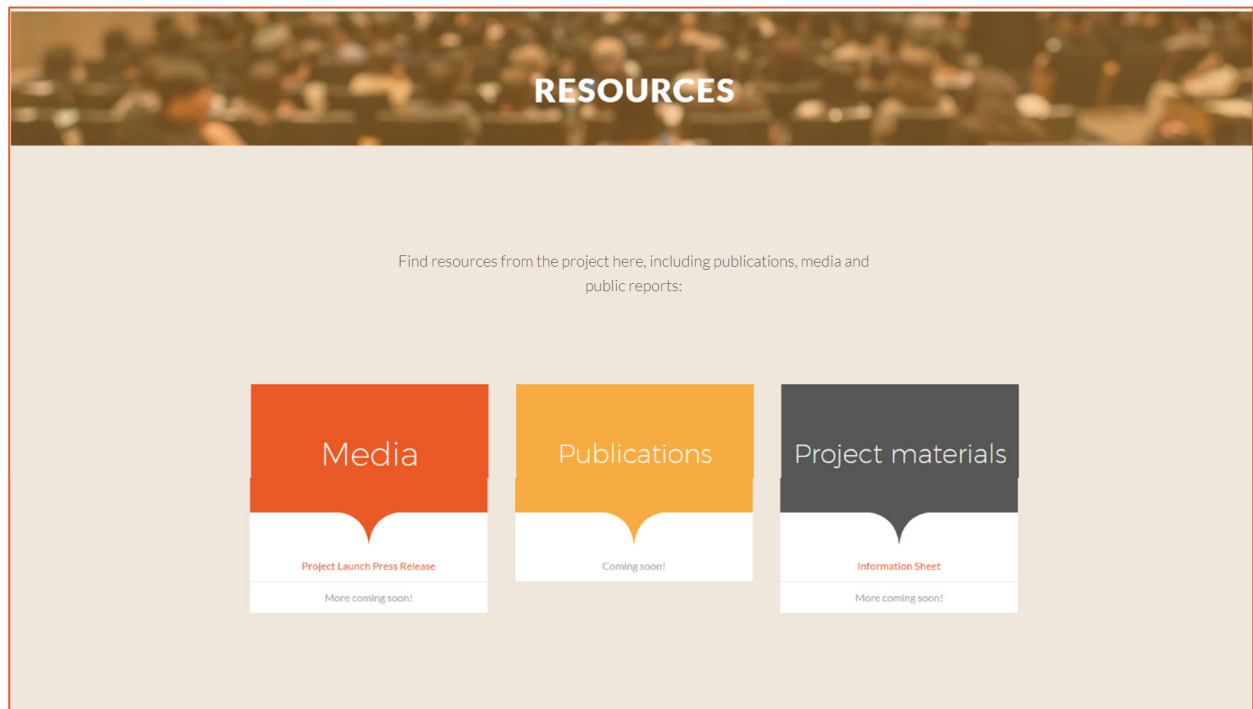 RESOURCES
Find resources from the project here, including publications, media and
public reports:
Media
Project Launch Press Release
More coming soon!
Publications
Coming soon!
Project materials
Information Sheet
More coming soon!